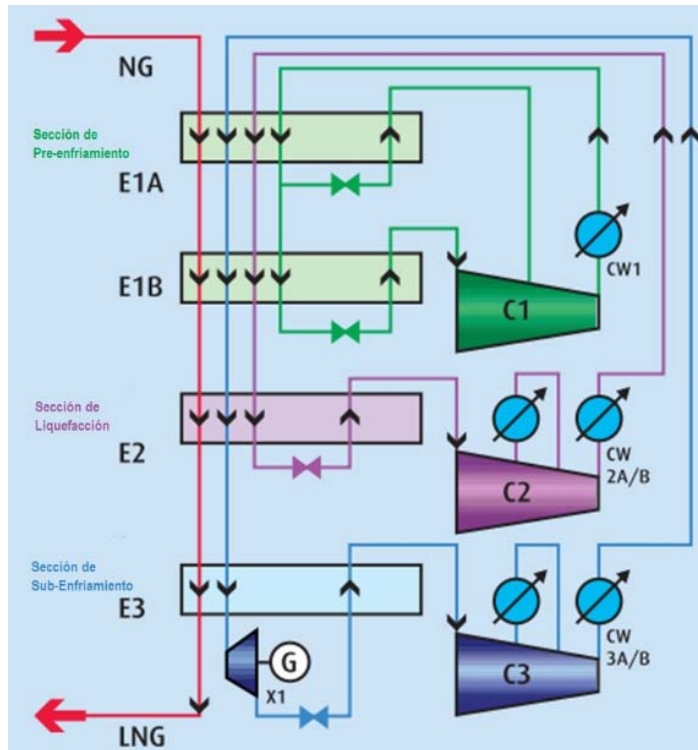 NG
Sección de
Pre-enfriamiento
E1A
CW1
E1B
C1
Sección de
Liquefacción
E2
C2
CW
2A/B
Sección de
Sub-Enfriamiento
E3
G
X1
C3
CW
3A/B
LNG